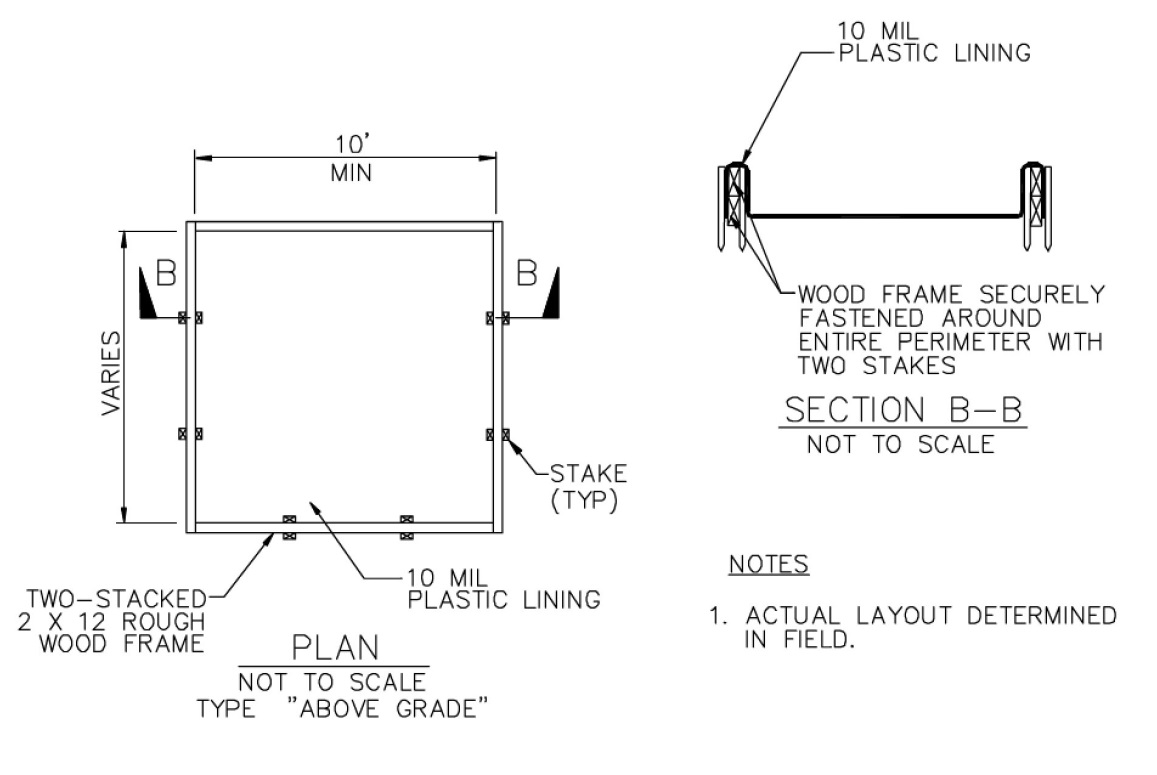 10'
MIN
B
B
VARIES
STAKE
(TYP)
10 MIL
PLASTIC LINING
TWO-STACKED
2 X 12 ROUGH
WOOD FRAME
PLAN
NOT TO SCALE
TYPE "ABOVE GRADE"
10 MIL
PLASTIC LINING
WOOD FRAME SECURELY
FASTENED AROUND
ENTIRE PERIMETER WITH
TWO STAKES
SECTION B-B
NOT TO SCALE
NOTES
1. ACTUAL LAYOUT DETERMINED
IN FIELD.